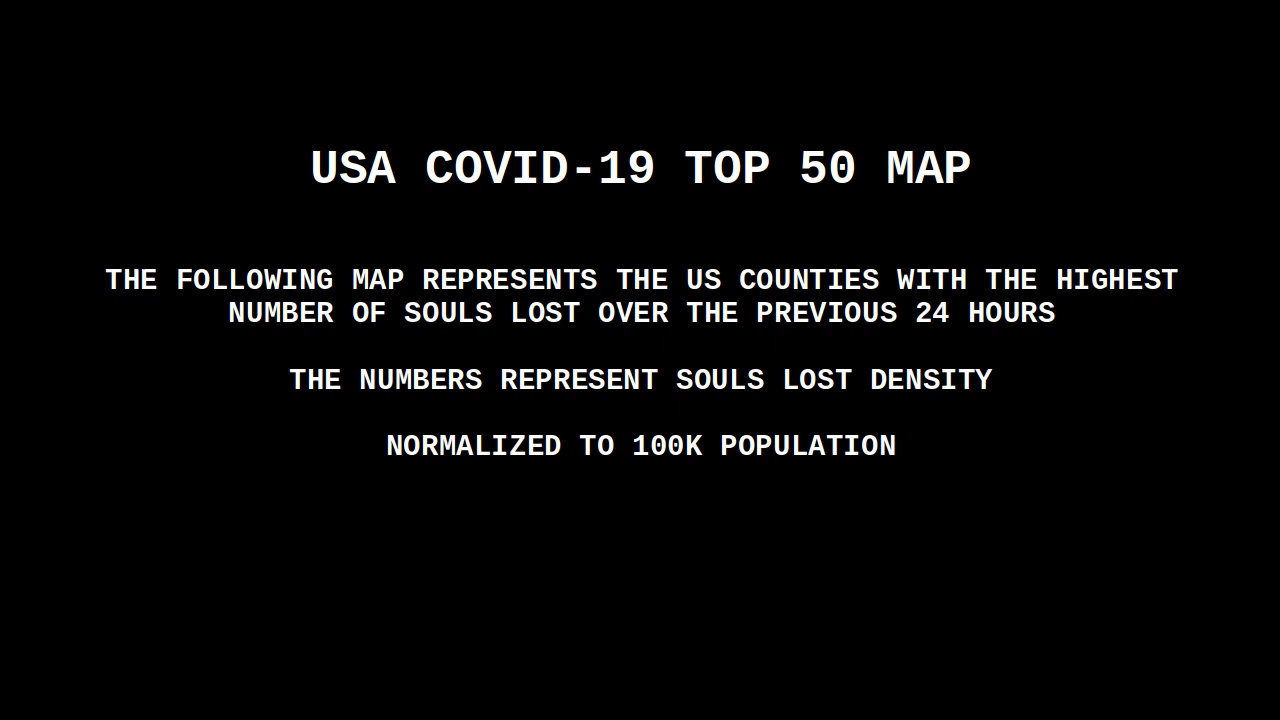 USA COVID-19 TOP 50 MAP
THE FOLLOWING MAP REPRESENTS THE US COUNTIES WITH THE HIGHEST
NUMBER OF SOULS LOST OVER THE PREVIOUS 24 HOURS
THE NUMBERS REPRESENT SOULS LOST DENSITY
NORMALIZED TO 100K POPULATION